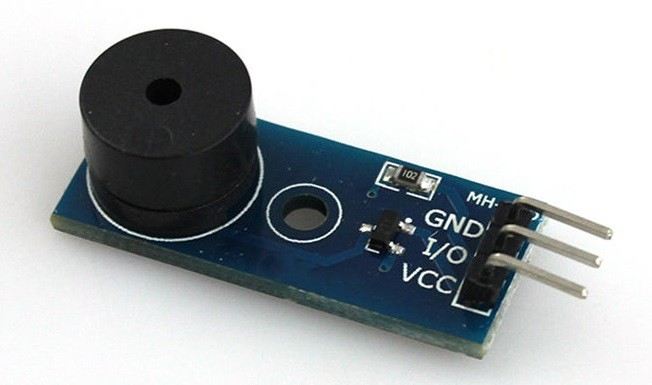 102
MH-
GND
I/O
VCC